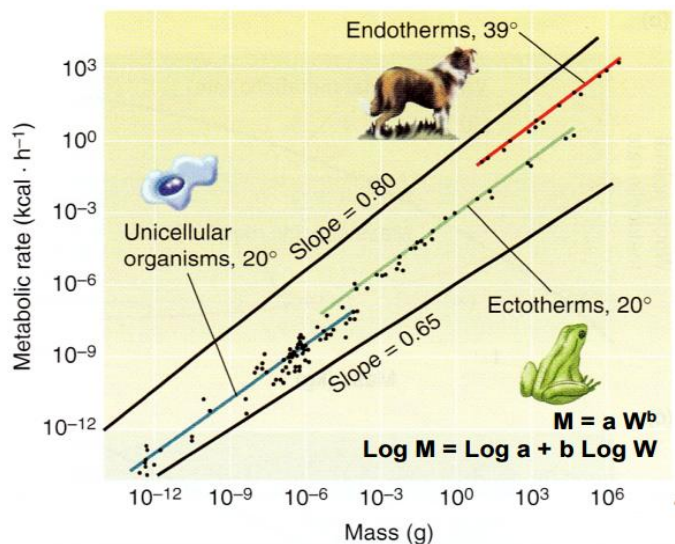 Endotherms, 39°
10³
10⁰
10⁻³
10⁻⁶
10⁻⁹
10⁻¹²
Metabolic rate (kcal · h⁻¹)
Unicellular
organisms, 20°
Slope = 0.80
Ectotherms, 20°
Slope = 0.65
M = a Wᵇ
Log M = Log a + b Log W
10⁻¹² 10⁻⁹ 10⁻⁶ 10⁻³ 10⁰ 10³ 10⁶
Mass (g)